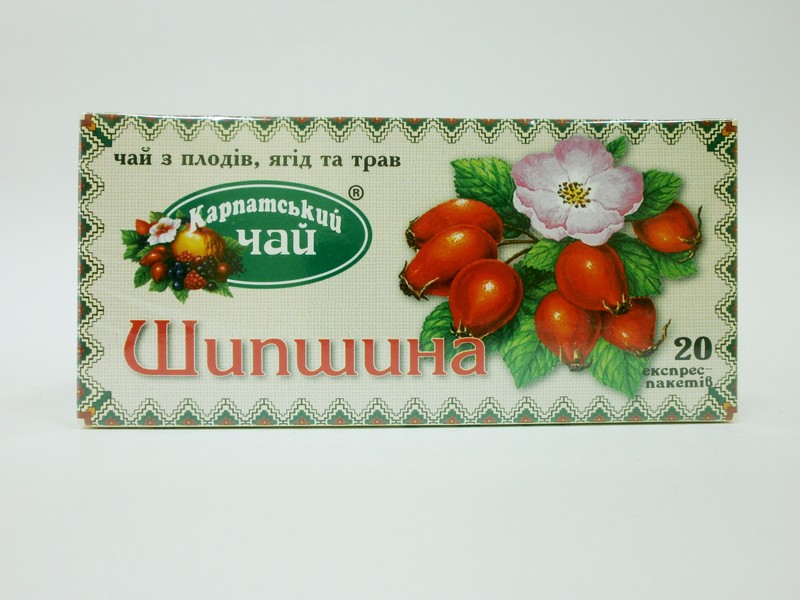 чай з плодів, ягід та трав
Карпатський ®
чай
Шипшина
20
експрес-
пакетів